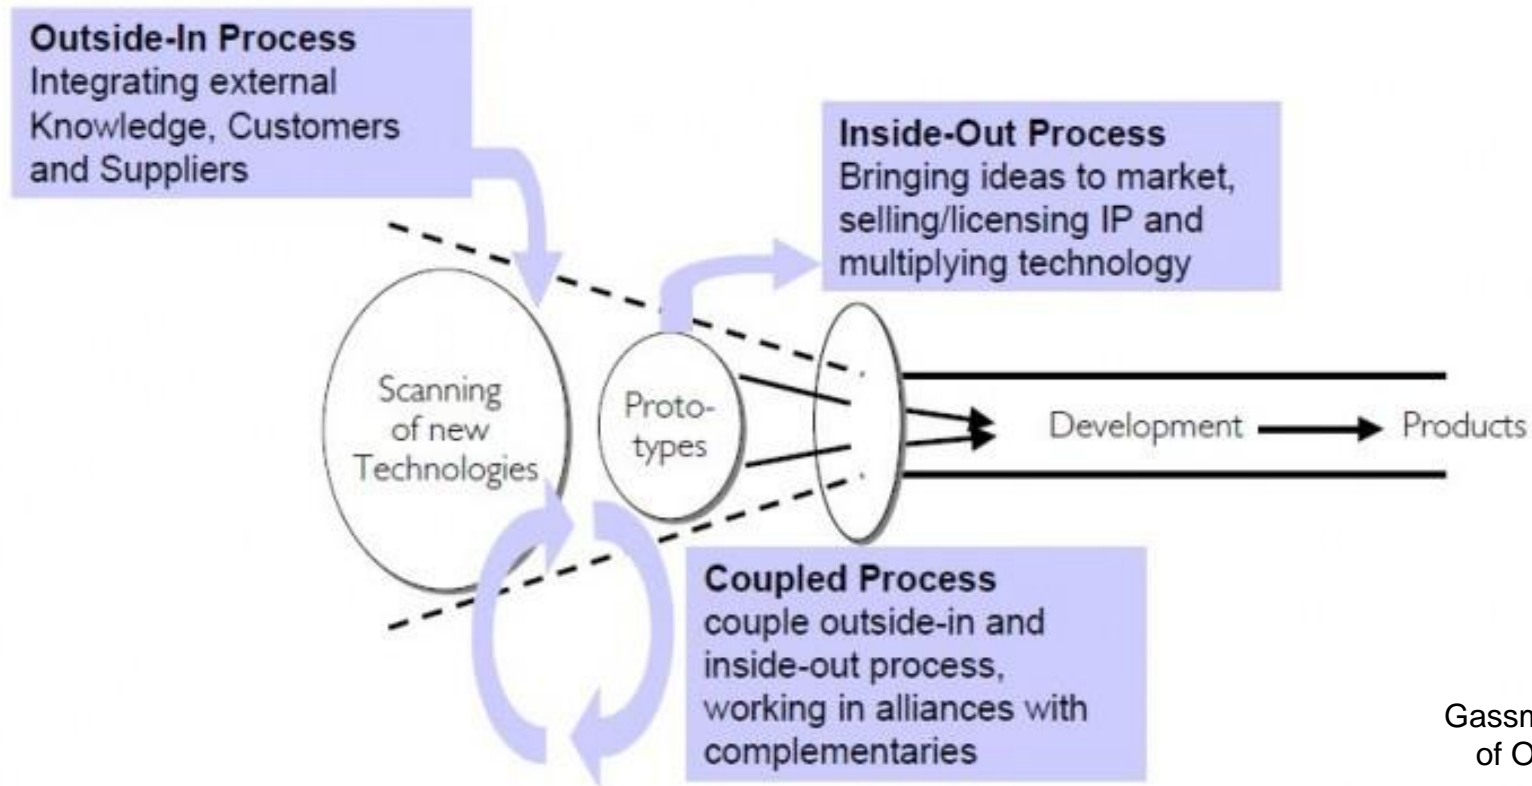 Outside-In Process
Integrating external
Knowledge, Customers
and Suppliers
Inside-Out Process
Bringing ideas to market,
selling/licensing IP and
multiplying technology
Scanning
of new
Technologies
Proto-
types
Development
Products
Coupled Process
couple outside-in and
inside-out process,
working in alliances with
complementaries
of